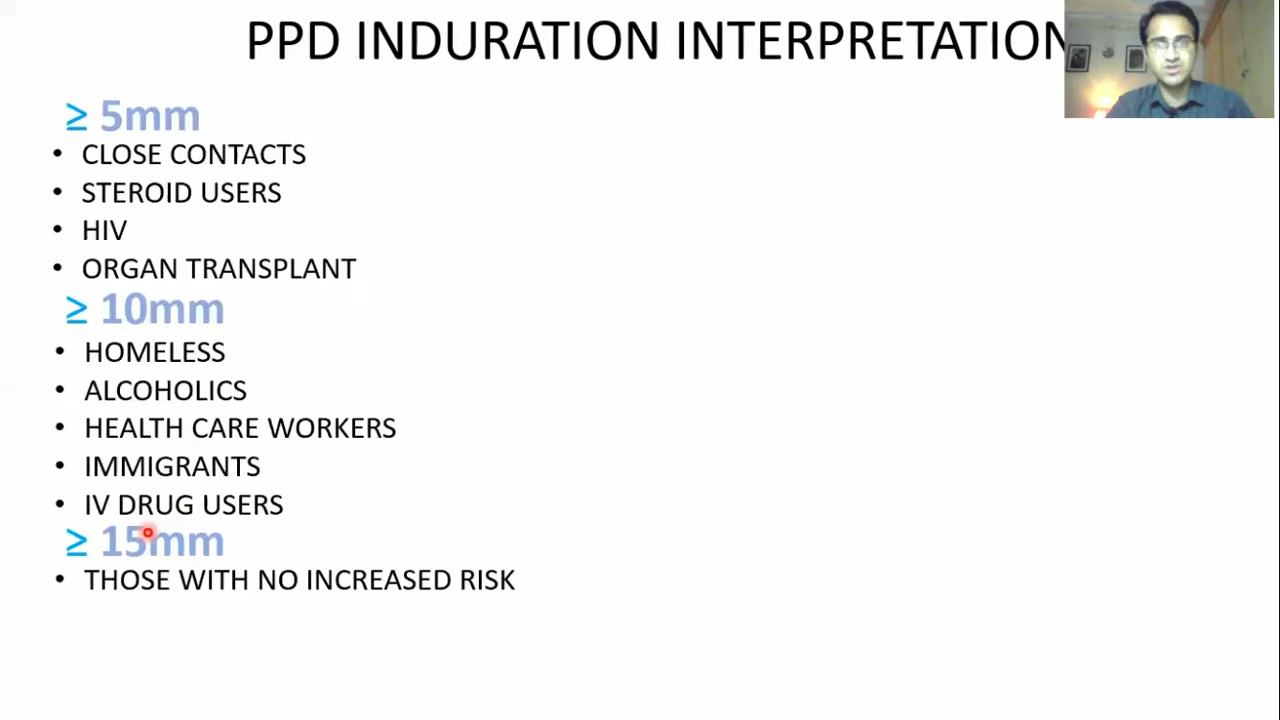 PPD INDURATION INTERPRETATION
≥ 5mm
• CLOSE CONTACTS
• STEROID USERS
• HIV
• ORGAN TRANSPLANT
≥ 10mm
• HOMELESS
• ALCOHOLICS
• HEALTH CARE WORKERS
• IMMIGRANTS
• IV DRUG USERS
≥ 15mm
• THOSE WITH NO INCREASED RISK